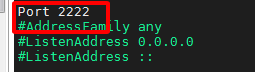 Port 2222
#AddressFamily any
#ListenAddress 0.0.0.0
#ListenAddress ::